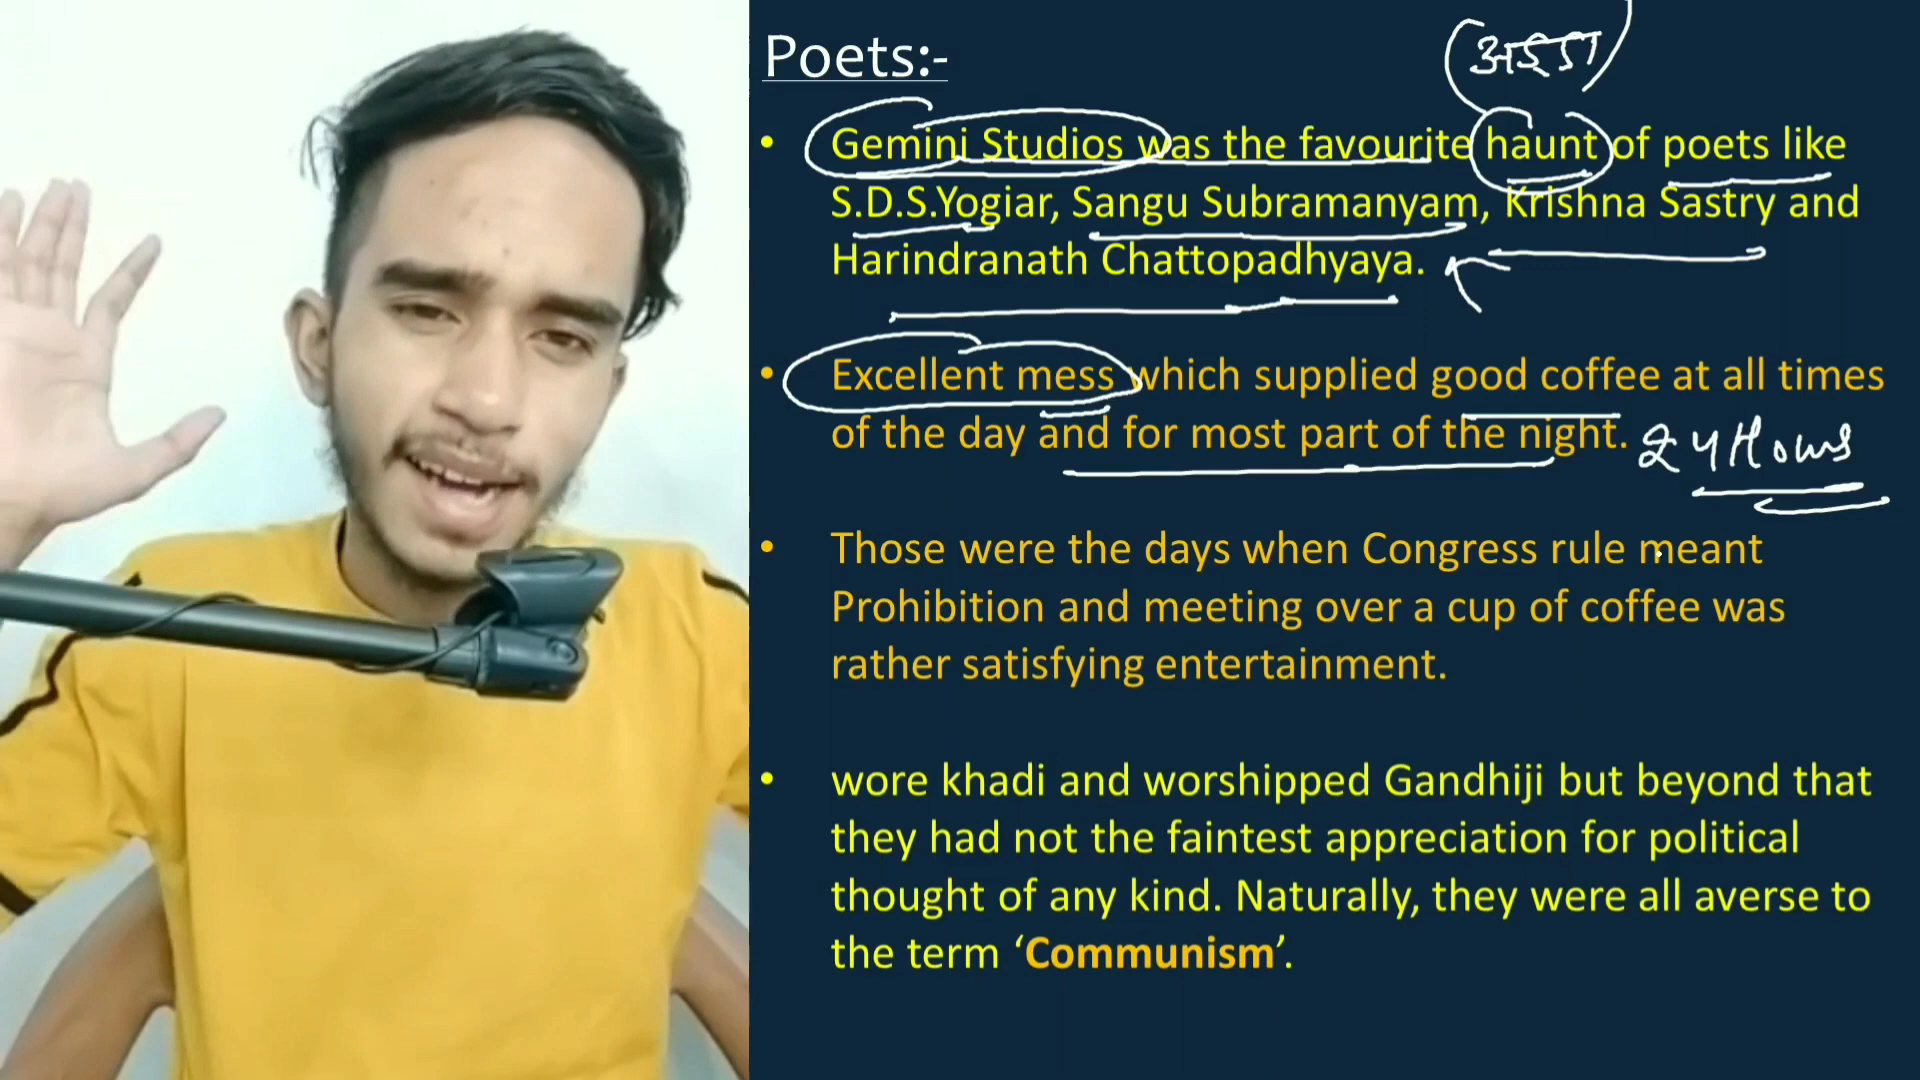 Poets:-
(अड्डा)
• Gemini Studios was the favourite haunt of poets like
S.D.S.Yogiar, Sangu Subramanyam, Krishna Sastry and
Harindranath Chattopadhyaya.
• Excellent mess which supplied good coffee at all times
of the day and for most part of the night.
24 Hours
• Those were the days when Congress rule meant
Prohibition and meeting over a cup of coffee was
rather satisfying entertainment.
• wore khadi and worshipped Gandhiji but beyond that
they had not the faintest appreciation for political
thought of any kind. Naturally, they were all averse to
the term ‘Communism’.